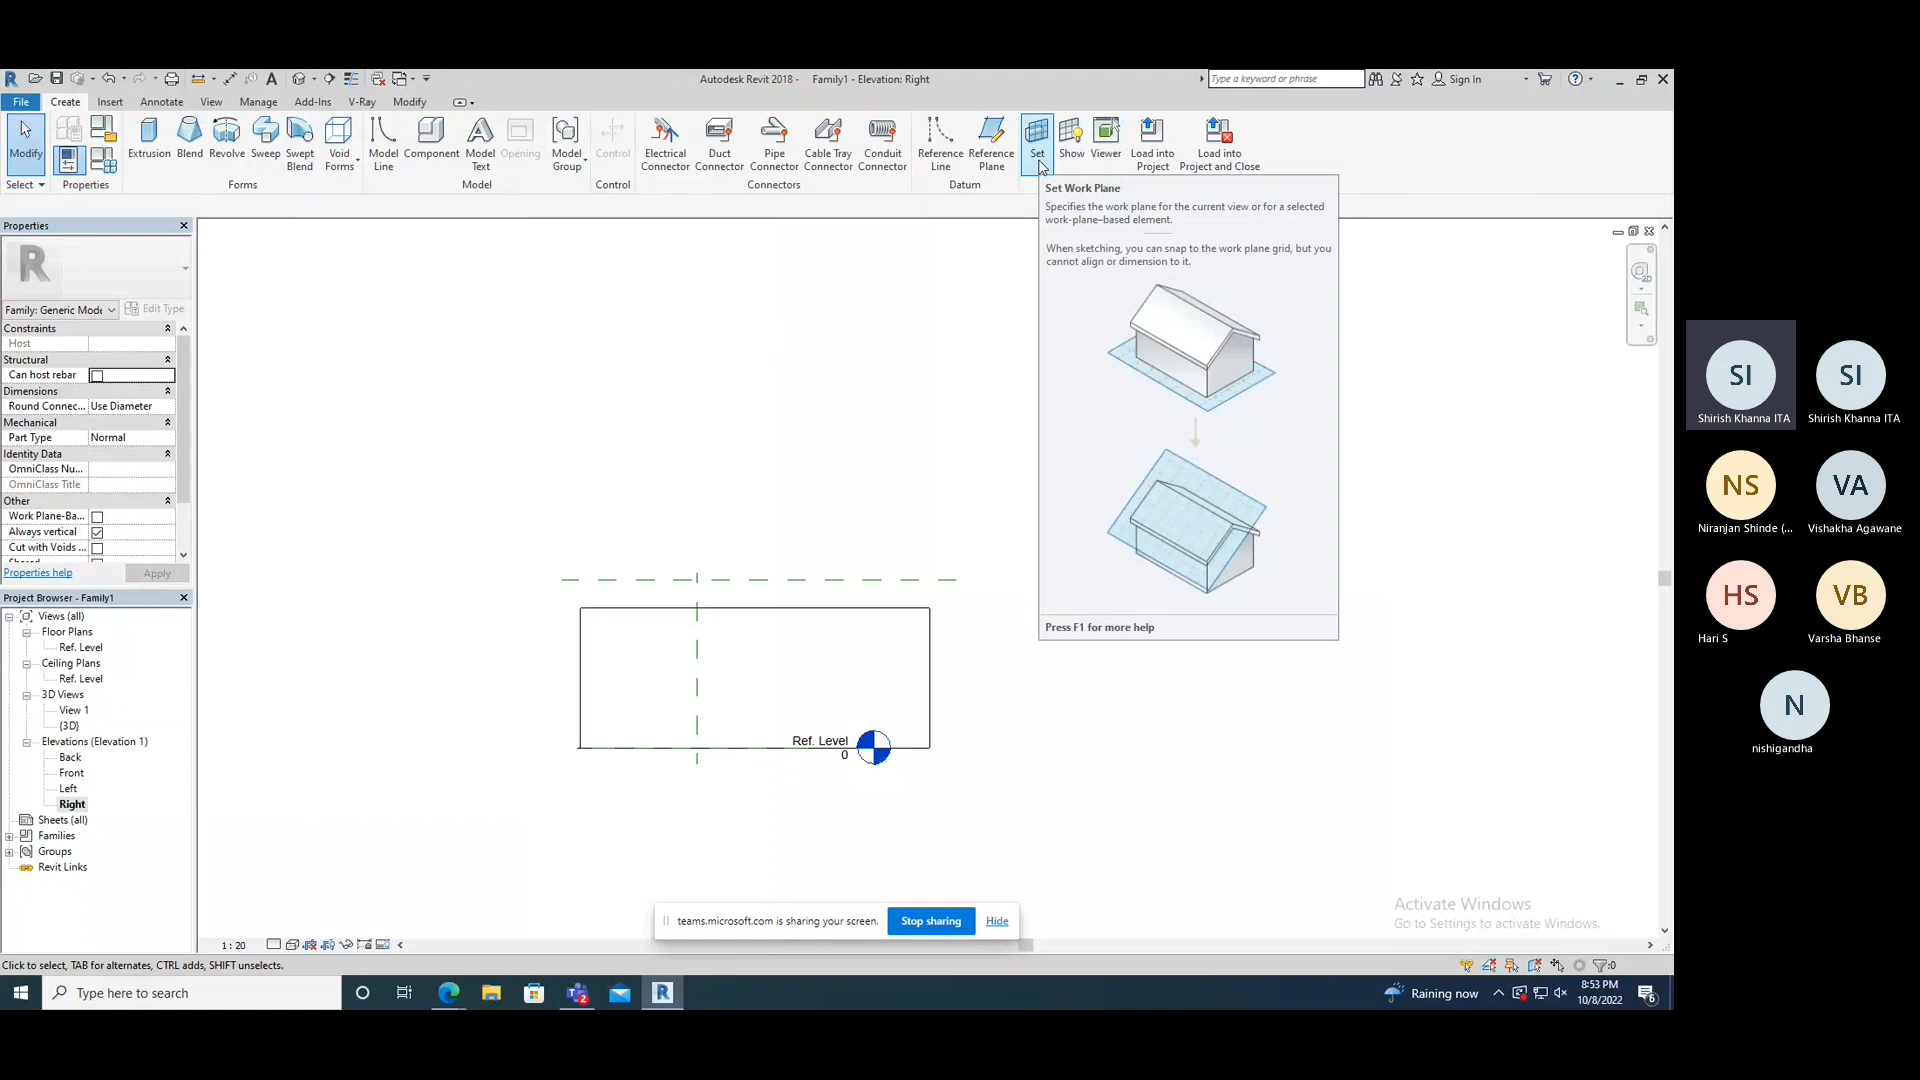 Autodesk Revit 2018 - Family1 - Elevation: Right
Type a keyword or phrase
Sign In
File Create Insert Annotate View Manage Add-Ins V-Ray Modify
Modify
Extrusion Blend Revolve Sweep Swept Blend Void Forms
Model Line Component Model Text Opening Model Group Control
Electrical Connector Duct Connector Pipe Connector Cable Tray Connector Conduit Connector
Reference Line Reference Plane Set Show Viewer Load into Project Load into Project and Close
Select Properties Forms Model Control Connectors Datum
Set Work Plane
Specifies the work plane for the current view or for a selected
work-plane–based element.
When sketching, you can snap to the work plane grid, but you
cannot align or dimension to it.
Press F1 for more help
Properties
R
Family: Generic Mode
Edit Type
Constraints
Host
Structural
Can host rebar
Dimensions
Round Connec... Use Diameter
Mechanical
Part Type Normal
Identity Data
OmniClass Nu...
OmniClass Title
Other
Work Plane-Ba...
Always vertical
Cut with Voids ...
Properties help
Apply
Project Browser - Family1
Views (all)
Floor Plans
Ref. Level
Ceiling Plans
Ref. Level
3D Views
View 1
{3D}
Elevations (Elevation 1)
Back
Front
Left
Right
Sheets (all)
Families
Groups
Revit Links
Ref. Level
0
2D
SI
Shirish Khanna ITA
SI
Shirish Khanna ITA
NS
Niranjan Shinde (...
VA
Vishakha Agawane
HS
Hari S
VB
Varsha Bhanse
N
nishigandha
teams.microsoft.com is sharing your screen.
Stop sharing
Hide
Activate Windows
Go to Settings to activate Windows.
1 : 20
Click to select, TAB for alternates, CTRL adds, SHIFT unselects.
:0
Type here to search
2
R
Raining now
8:53 PM
10/8/2022
6